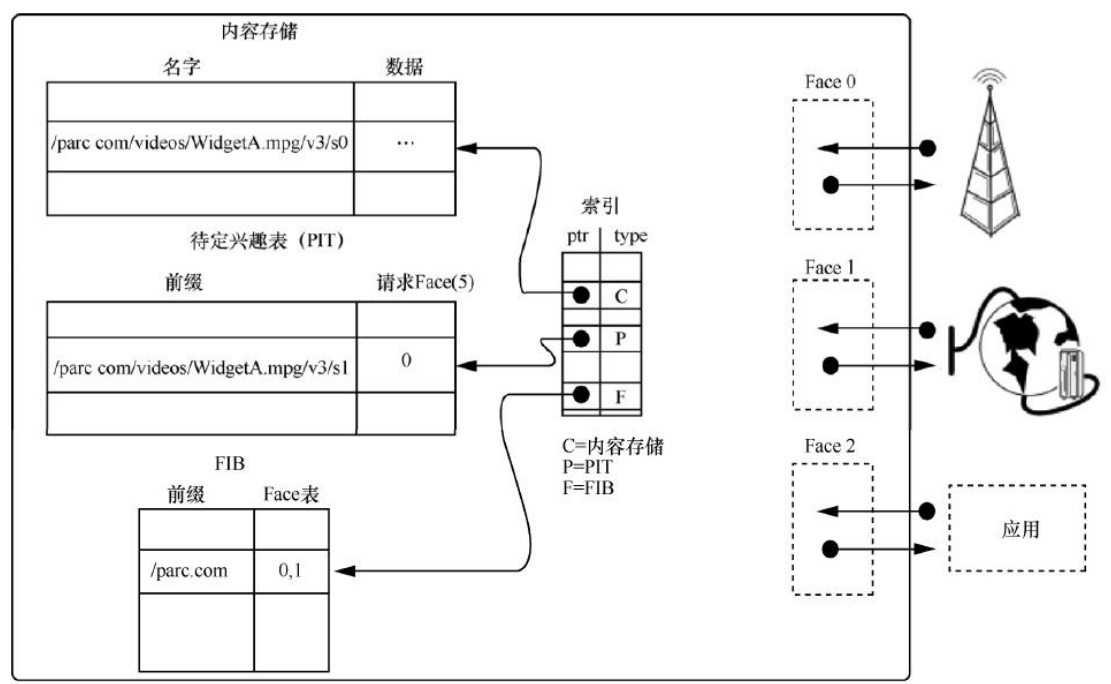 内容存储
名字 数据
/parc com/videos/WidgetA.mpg/v3/s0 …
待定兴趣表（PIT）
前缀 请求Face(5)
/parc com/videos/WidgetA.mpg/v3/s1 0
FIB
前缀 Face表
/parc.com 0,1
索引
ptr type
C
P
F
C=内容存储
P=PIT
F=FIB
Face 0
Face 1
Face 2
应用